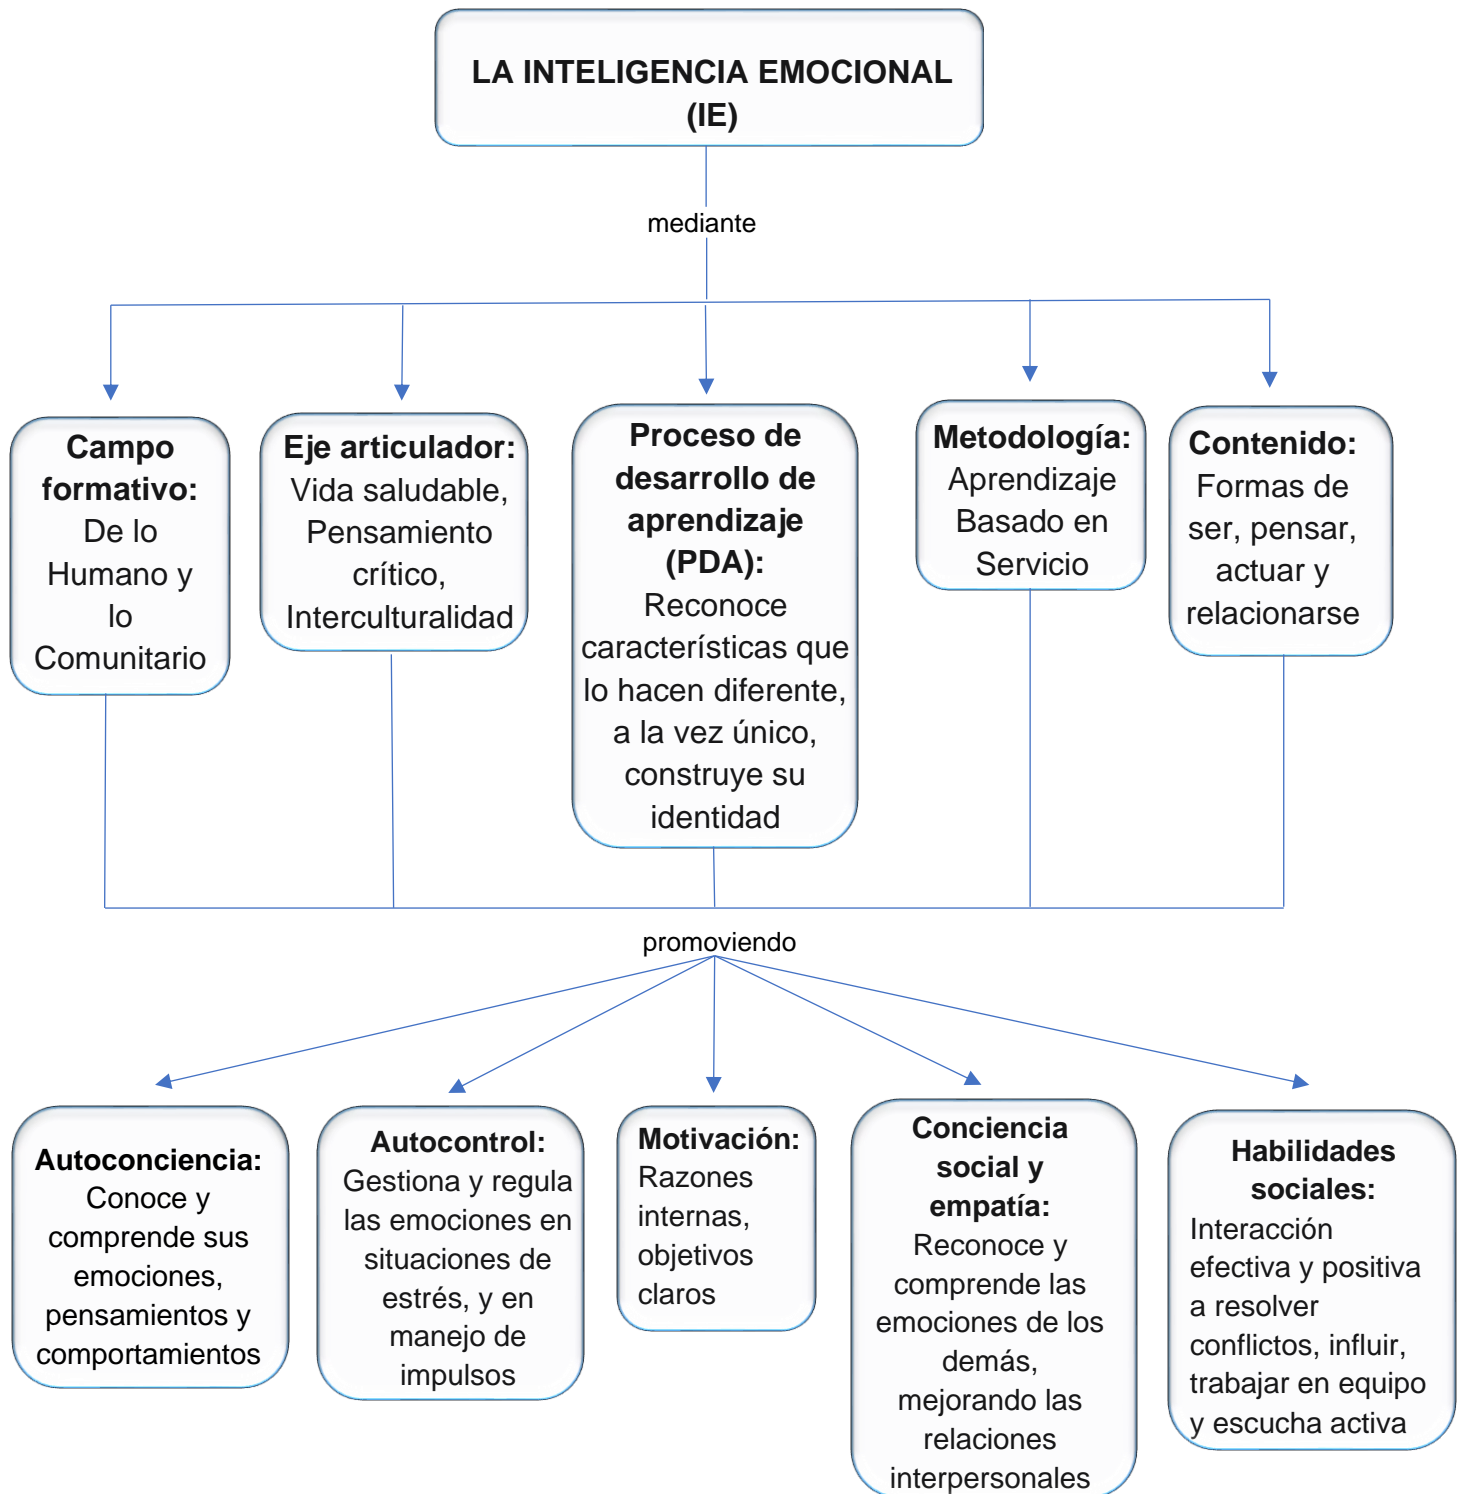 LA INTELIGENCIA EMOCIONAL
(IE)
mediante
Campo
formativo:
De lo
Humano y
lo
Comunitario
Eje articulador:
Vida saludable,
Pensamiento
crítico,
Interculturalidad
Proceso de
desarrollo de
aprendizaje
(PDA):
Reconoce
características que
lo hacen diferente,
a la vez único,
construye su
identidad
Metodología:
Aprendizaje
Basado en
Servicio
Contenido:
Formas de
ser, pensar,
actuar y
relacionarse
promoviendo
Autoconciencia:
Conoce y
comprende sus
emociones,
pensamientos y
comportamientos
Autocontrol:
Gestiona y regula
las emociones en
situaciones de
estrés, y en
manejo de
impulsos
Motivación:
Razones
internas,
objetivos
claros
Conciencia
social y
empatía:
Reconoce y
comprende las
emociones de los
demás,
mejorando las
relaciones
interpersonales
Habilidades
sociales:
Interacción
efectiva y positiva
a resolver
conflictos, influir,
trabajar en equipo
y escucha activa